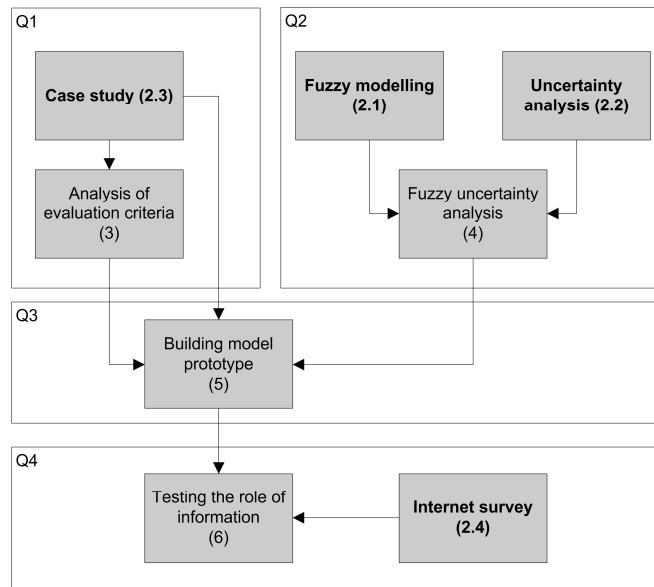 Q1
Case study (2.3)
Analysis of
evaluation criteria
(3)
Q2
Fuzzy modelling
(2.1)
Uncertainty
analysis (2.2)
Fuzzy uncertainty
analysis
(4)
Q3
Building model
prototype
(5)
Q4
Testing the role of
information
(6)
Internet survey
(2.4)